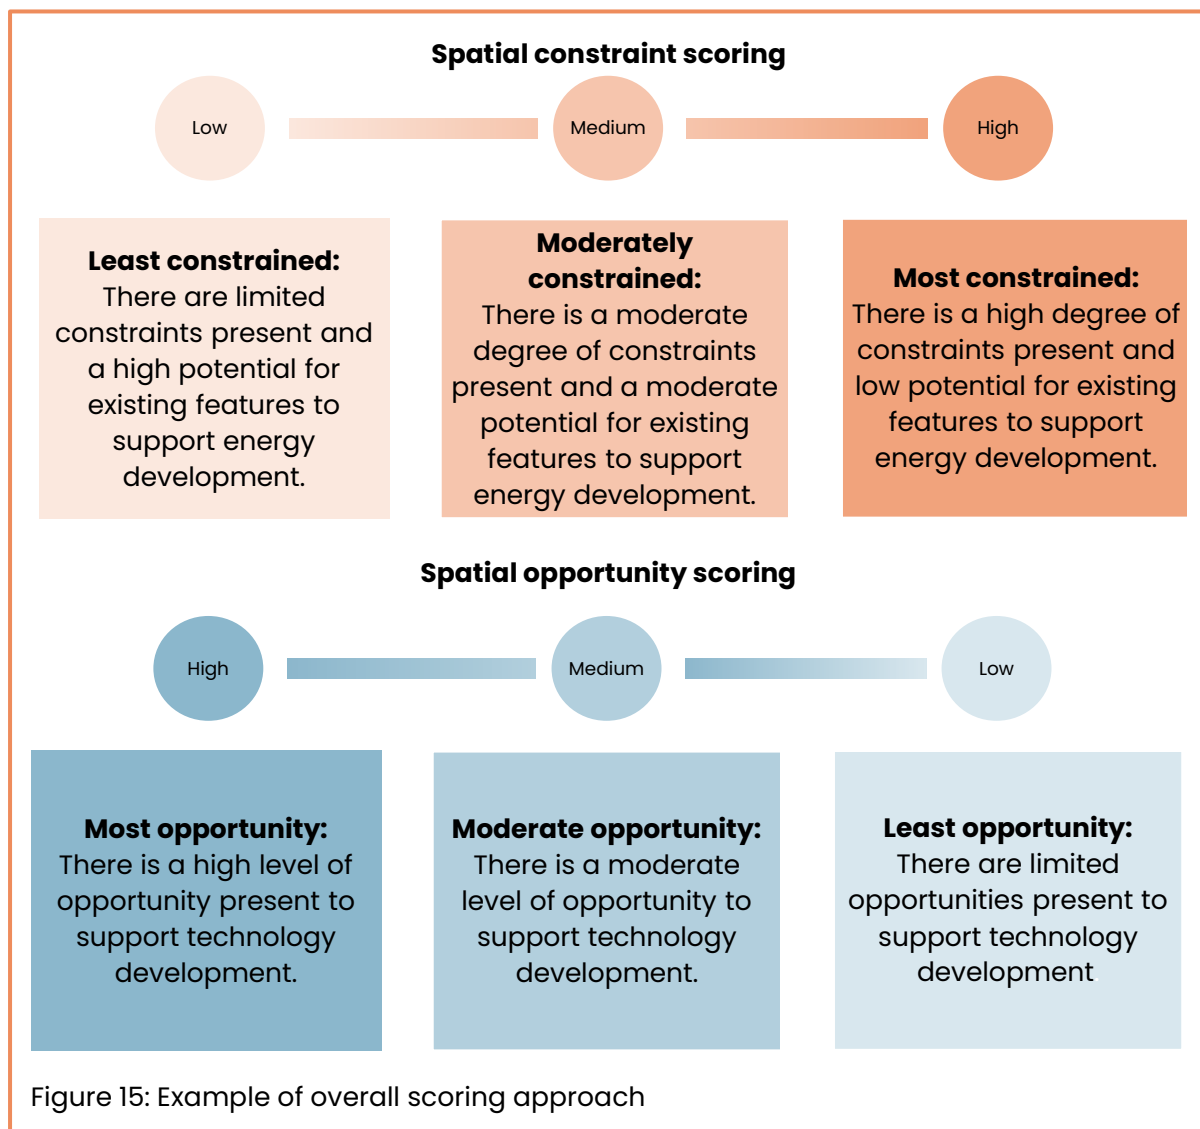 Spatial constraint scoring
Low
Medium
High
Least constrained:
There are limited
constraints present and
a high potential for
existing features to
support energy
development.
Moderately
constrained:
There is a moderate
degree of constraints
present and a moderate
potential for existing
features to support
energy development.
Most constrained:
There is a high degree of
constraints present and
low potential for existing
features to support
energy development.
Spatial opportunity scoring
High
Medium
Low
Most opportunity:
There is a high level of
opportunity present to
support technology
development.
Moderate opportunity:
There is a moderate
level of opportunity to
support technology
development.
Least opportunity:
There are limited
opportunities present to
support technology
development.
Figure 15: Example of overall scoring approach